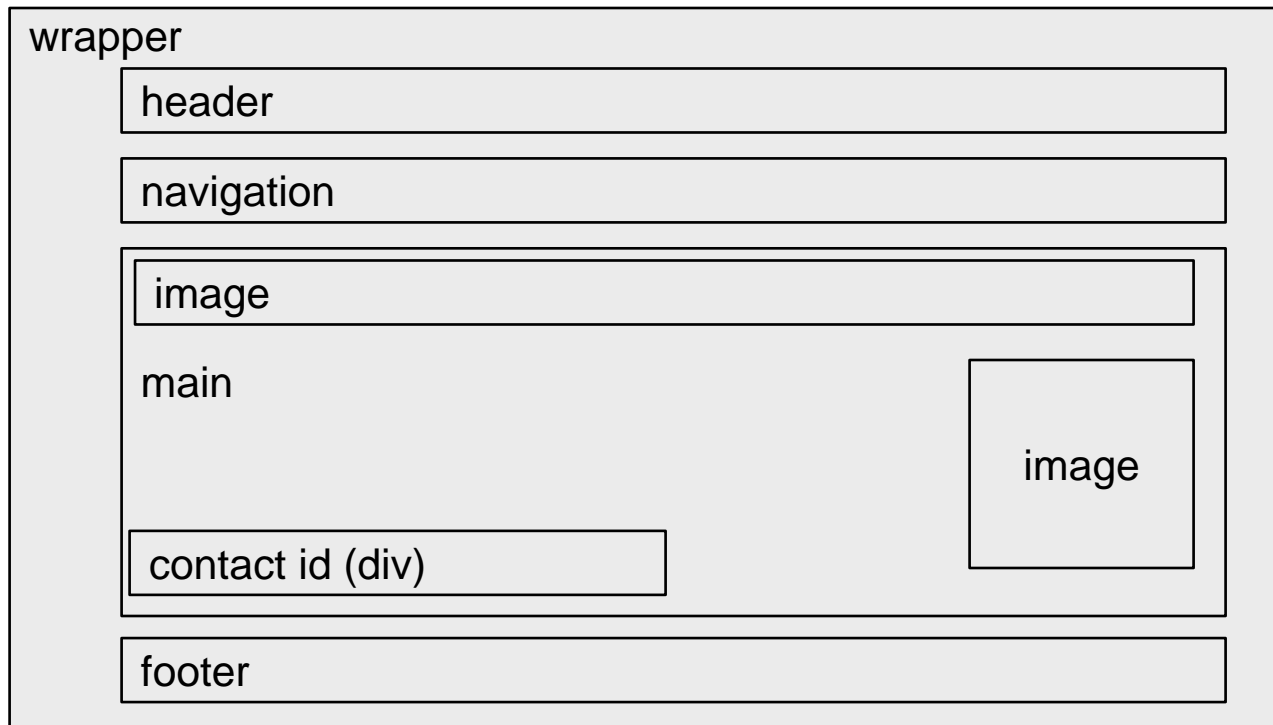 wrapper
header
navigation
image
main
image
contact id (div)
footer